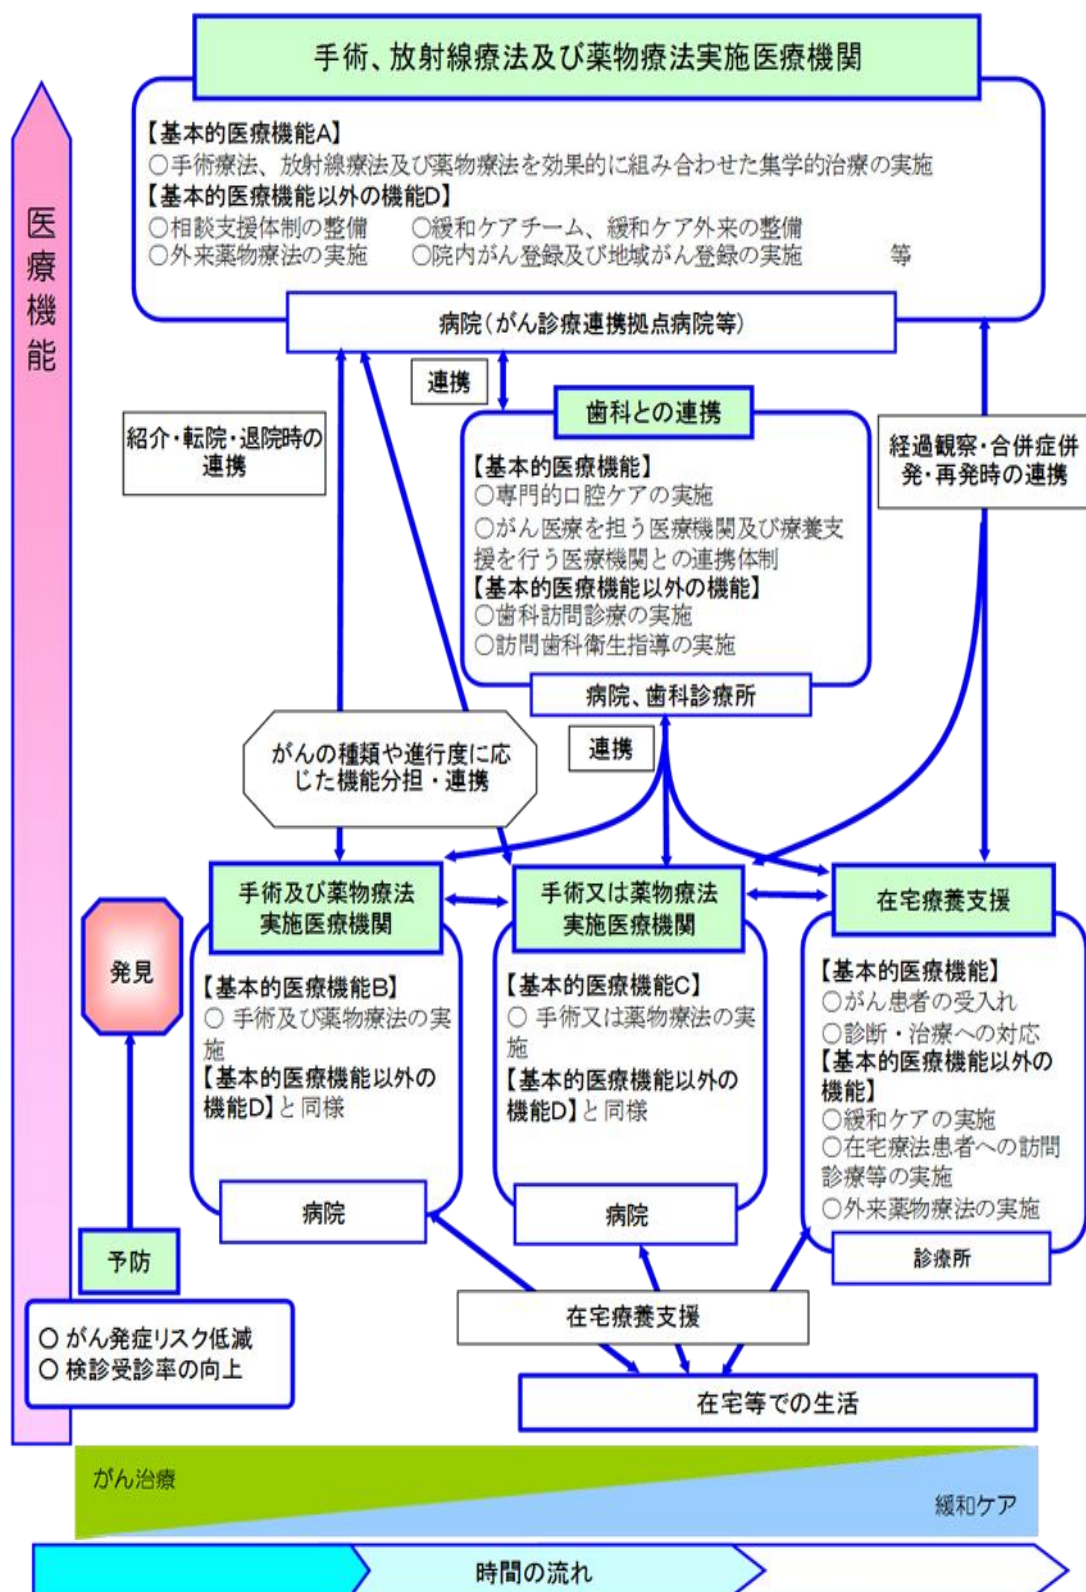 手術、放射線療法及び薬物療法実施医療機関
医療機能
【基本的医療機能A】
○手術療法、放射線療法及び薬物療法を効果的に組み合わせた集学的治療の実施
【基本的医療機能以外の機能D】
○相談支援体制の整備　○緩和ケアチーム、緩和ケア外来の整備
○外来薬物療法の実施　○院内がん登録及び地域がん登録の実施　等
病院(がん診療連携拠点病院等)
連携
紹介・転院・退院時の
連携
経過観察・合併症併
発・再発時の連携
歯科との連携
【基本的医療機能】
○専門的口腔ケアの実施
○がん医療を担う医療機関及び療養支
援を行う医療機関との連携体制
【基本的医療機能以外の機能】
○歯科訪問診療の実施
○訪問歯科衛生指導の実施
病院、歯科診療所
連携
がんの種類や進行度に応
じた機能分担・連携
手術及び薬物療法
実施医療機関
【基本的医療機能B】
○ 手術及び薬物療法の実
施
【基本的医療機能以外の
機能D】と同様
病院
手術又は薬物療法
実施医療機関
【基本的医療機能C】
○ 手術又は薬物療法の実
施
【基本的医療機能以外の
機能D】と同様
病院
在宅療養支援
【基本的医療機能】
○がん患者の受入れ
○診断・治療への対応
【基本的医療機能以外の
機能】
○緩和ケアの実施
○在宅療法患者への訪問
診療等の実施
○外来薬物療法の実施
診療所
発見
予防
○ がん発症リスク低減
○ 検診受診率の向上
在宅療養支援
在宅等での生活
がん治療
緩和ケア
時間の流れ